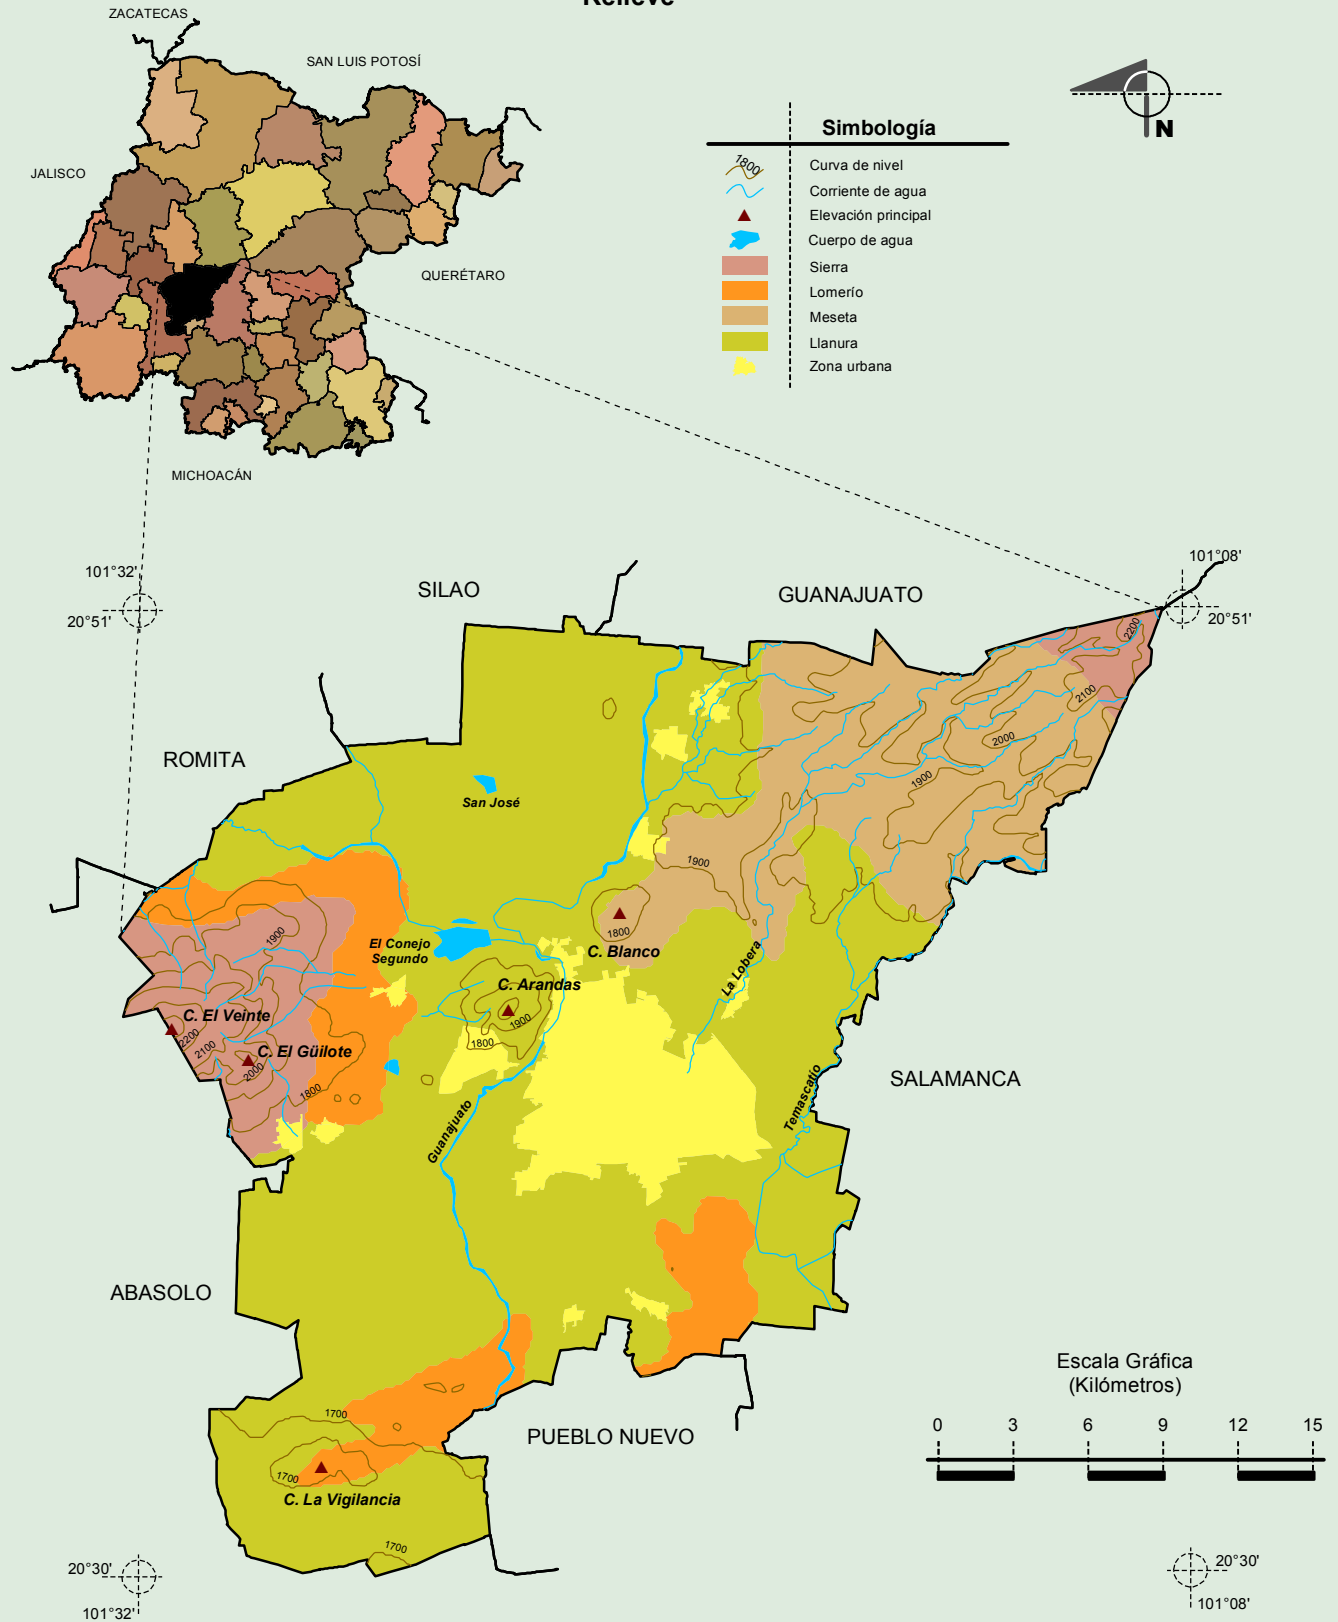 Relieve
ZACATECAS
SAN LUIS POTOSÍ
JALISCO
QUERÉTARO
MICHOACÁN
N
Simbología
1800
Curva de nivel
Corriente de agua
Elevación principal
Cuerpo de agua
Sierra
Lomerío
Meseta
Llanura
Zona urbana
101°32'
20°51'
101°08'
20°51'
SILAO
GUANAJUATO
ROMITA
SALAMANCA
ABASOLO
PUEBLO NUEVO
2200
2100
2000
1900
San José
1900
1800
C. Blanco
La Lobera
El Conejo
Segundo
C. Arandas
1900
1800
1900
C. El Veinte
2200
2100
C. El Güilote
2000
1800
Guanajuato
Temascatío
1700
1700
C. La Vigilancia
1700
Escala Gráfica
(Kilómetros)
0 3 6 9 12 15
20°30'
101°32'
20°30'
101°08'